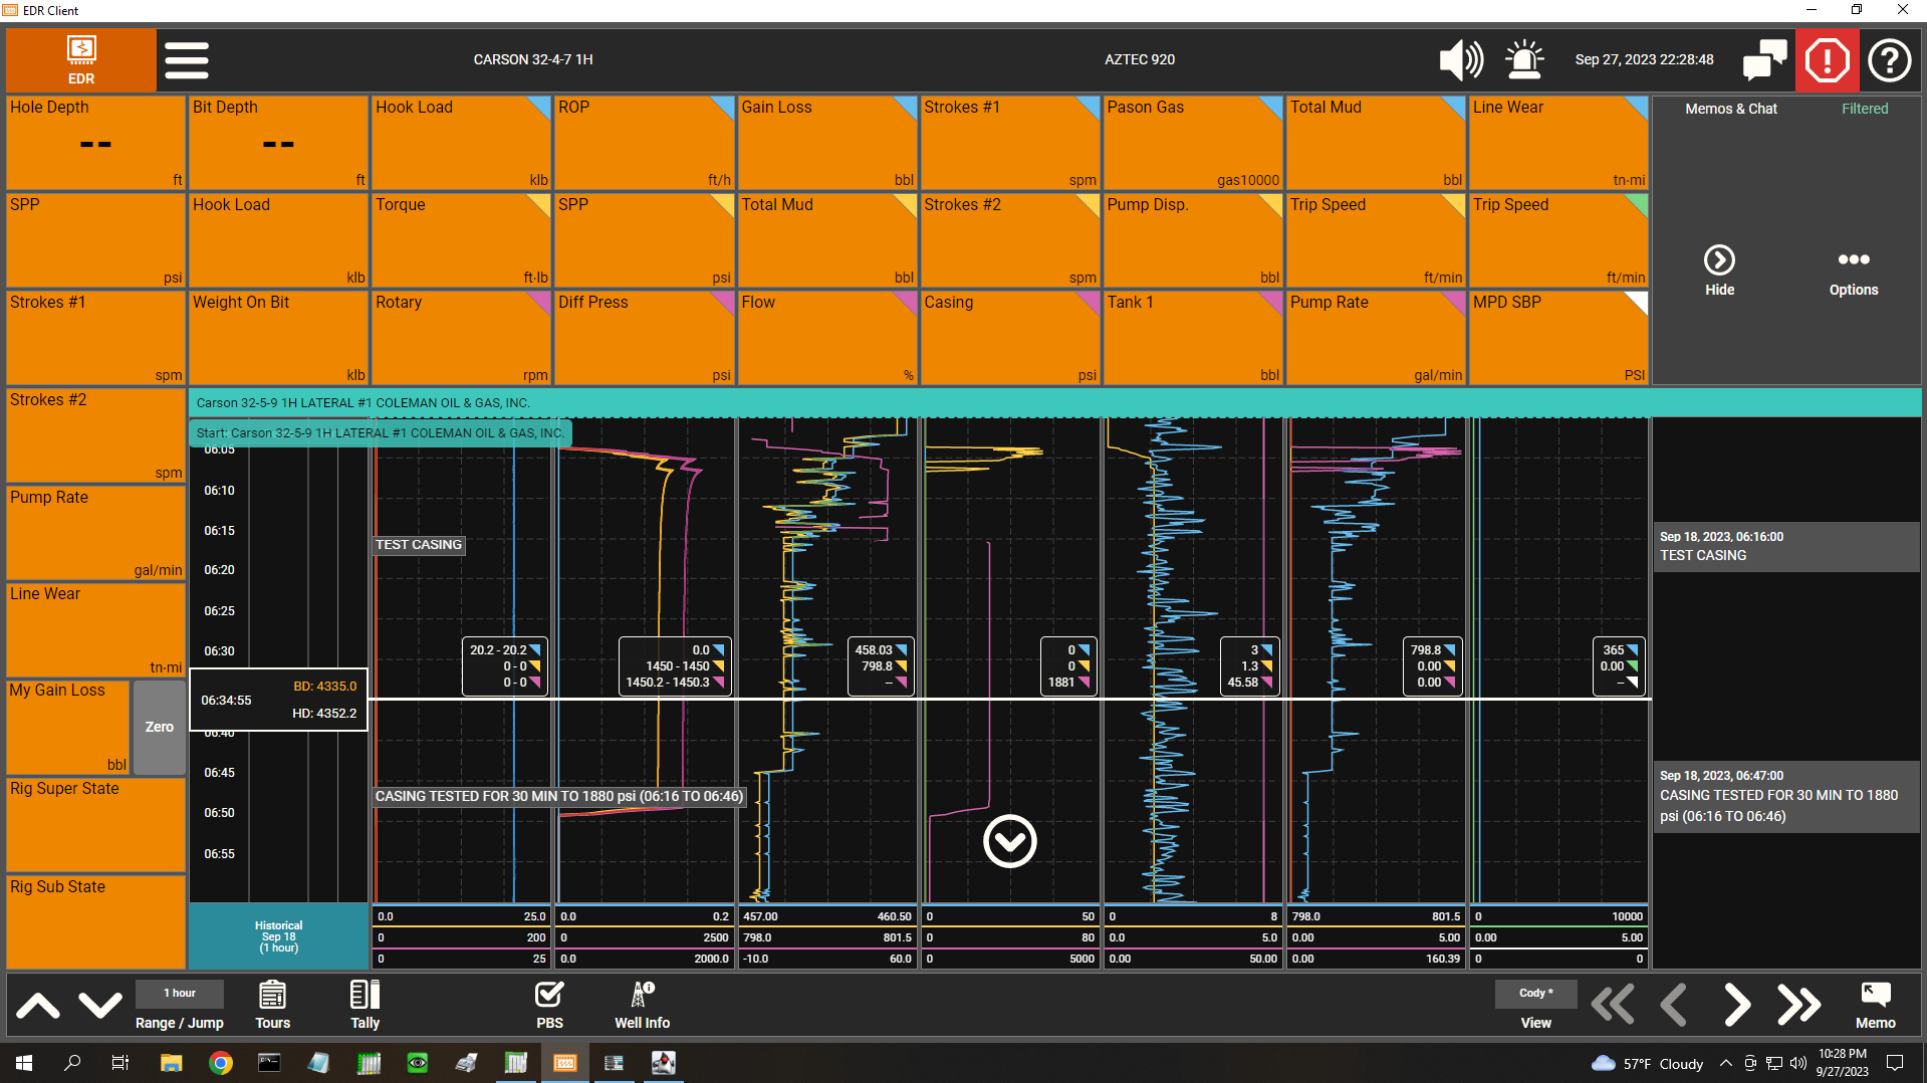 EDR Client
EDR
CARSON 32-4-7 1H
AZTEC 920
Sep 27, 2023 22:28:48
Hole Depth
--
ft
Bit Depth
--
ft
Hook Load
klb
ROP
ft/h
Gain Loss
bbl
Strokes #1
spm
Pason Gas
gas10000
Total Mud
bbl
Line Wear
tn-mi
Memos & Chat
Filtered
SPP
psi
Hook Load
klb
Torque
ft-lb
SPP
psi
Total Mud
bbl
Strokes #2
spm
Pump Disp.
bbl
Trip Speed
ft/min
Trip Speed
ft/min
Hide
Options
Strokes #1
spm
Weight On Bit
klb
Rotary
rpm
Diff Press
psi
Flow
%
Casing
psi
Tank 1
bbl
Pump Rate
gal/min
MPD SBP
PSI
Strokes #2
spm
Pump Rate
gal/min
Line Wear
tn-mi
My Gain Loss
bbl
Zero
Rig Super State
Rig Sub State
Carson 32-5-9 1H LATERAL #1 COLEMAN OIL & GAS, INC.
Start: Carson 32-5-9 1H LATERAL #1 COLEMAN OIL & GAS, INC.
06:05
06:10
06:15
06:20
06:25
06:30
06:34:55
BD: 4335.0
HD: 4352.2
06:40
06:45
06:50
06:55
TEST CASING
20.2 - 20.2
0 - 0
0 - 0
0.0
1450 - 1450
1450.2 - 1450.3
458.03
798.8
--
0
0
1881
3
1.3
45.58
798.8
0.00
0.00
365
0.00
--
CASING TESTED FOR 30 MIN TO 1880 psi (06:16 TO 06:46)
Sep 18, 2023, 06:16:00
TEST CASING
Sep 18, 2023, 06:47:00
CASING TESTED FOR 30 MIN TO 1880
psi (06:16 TO 06:46)
Historical
Sep 18
(1 hour)
0.0 25.0 0.0 0.2 457.00 460.50 0 50 0 8 798.0 801.5 0 10000
0 200 0 2500 798.0 801.5 0 80 0.0 5.0 0.00 5.00 0.00 5.00
0 25 0.0 2000.0 -10.0 60.0 0 5000 0.00 50.00 0.00 160.39 0 0
1 hour
Range / Jump
Tours
Tally
PBS
Well Info
Cody *
View
Memo
57°F Cloudy
10:28 PM
9/27/2023